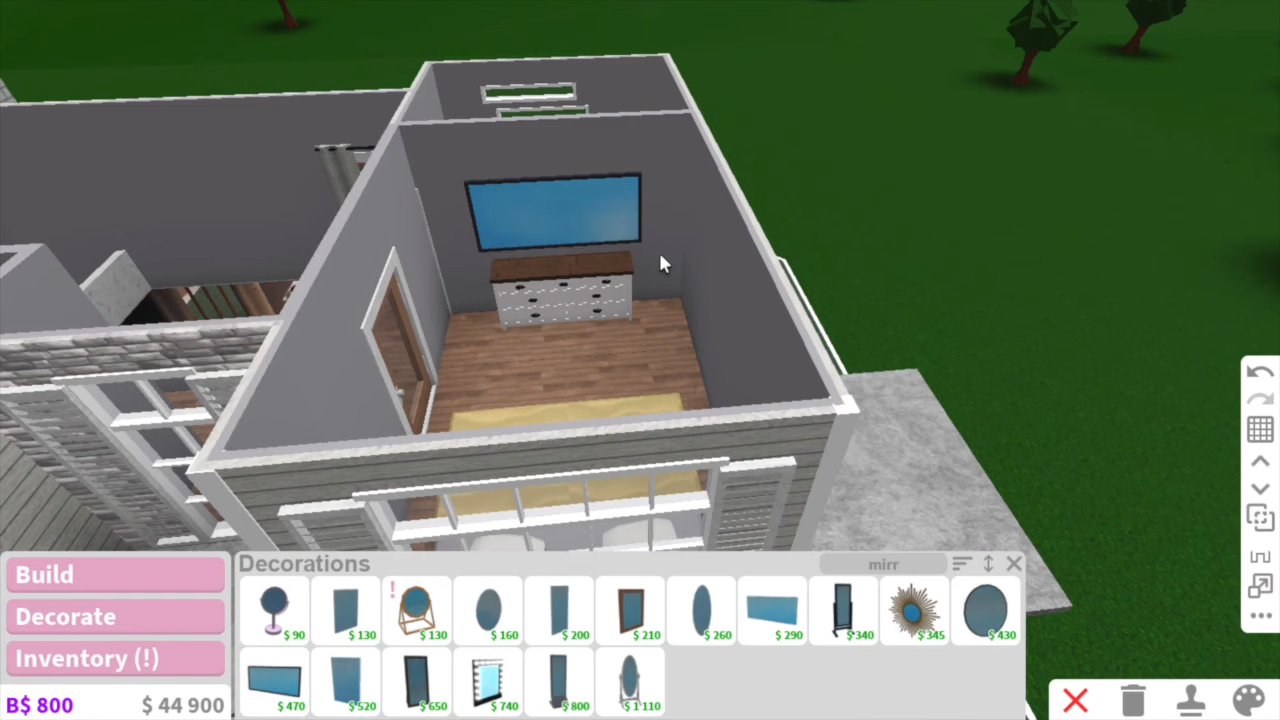 Decorations
mirr
Build
Decorate
Inventory (!)
B$ 800
$ 44 900
$ 90
$ 130
!
$ 130
$ 160
$ 200
$ 210
$ 260
$ 290
$ 340
$ 345
$ 430
$ 470
$ 520
$ 650
$ 740
$ 800
$ 1 110